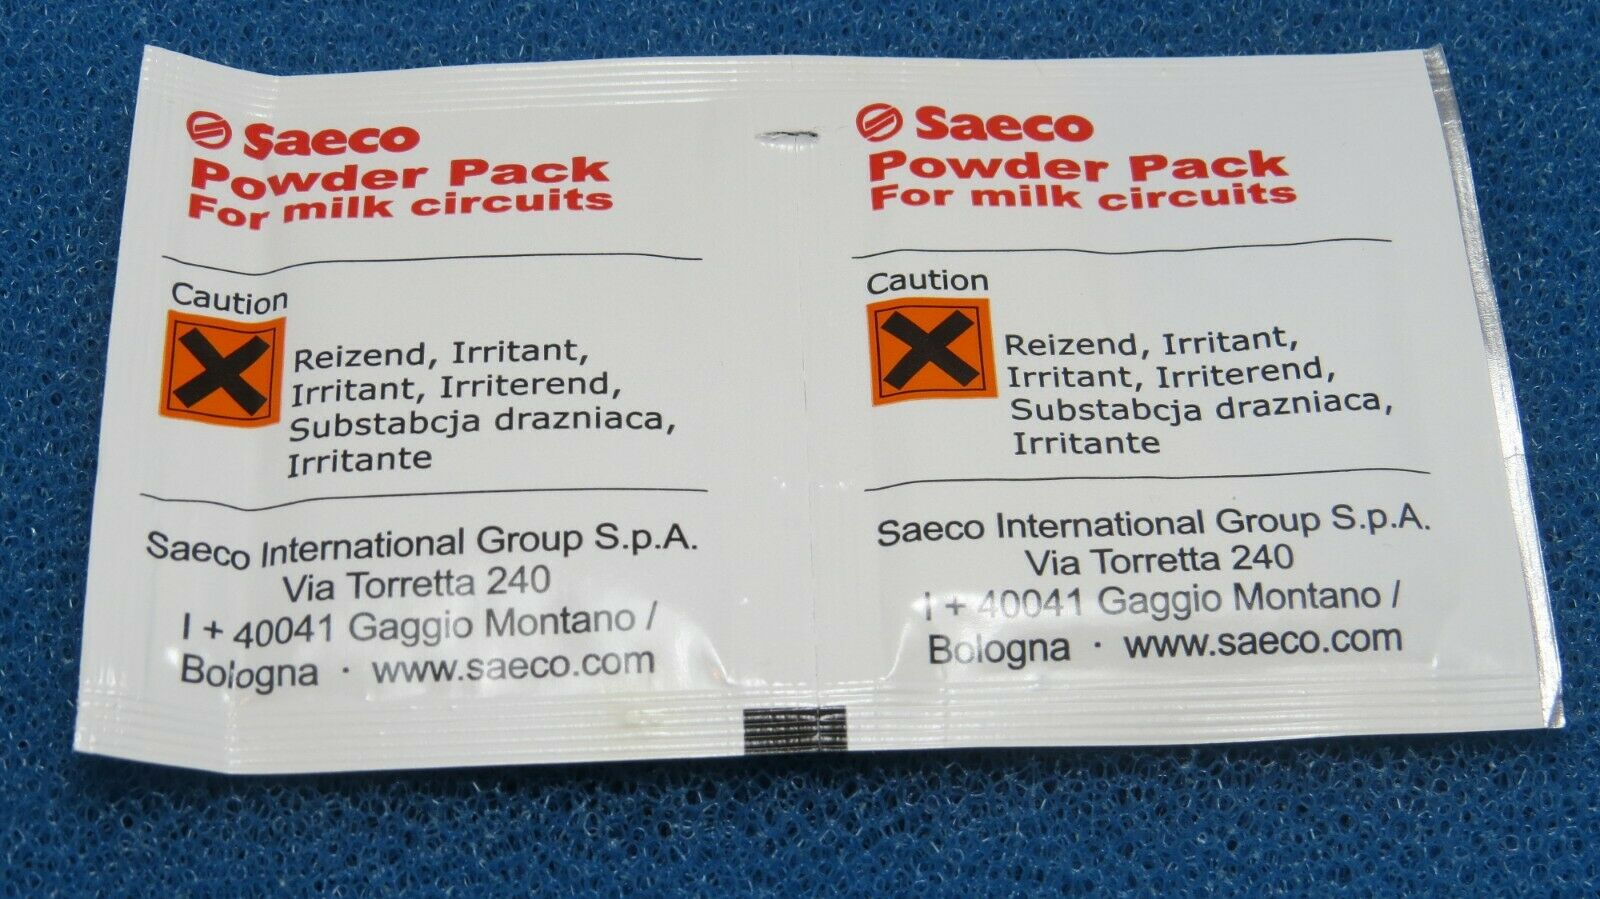 Saeco
Powder Pack
For milk circuits
Caution
Reizend, Irritant,
Irritant, Irriterend,
Substabcja drazniaca,
Irritante
Saeco International Group S.p.A.
Via Torretta 240
I + 40041 Gaggio Montano /
Bologna · www.saeco.com
Saeco
Powder Pack
For milk circuits
Caution
Reizend, Irritant,
Irritant, Irriterend,
Substabcja drazniaca,
Irritante
Saeco International Group S.p.A.
Via Torretta 240
I + 40041 Gaggio Montano /
Bologna · www.saeco.com